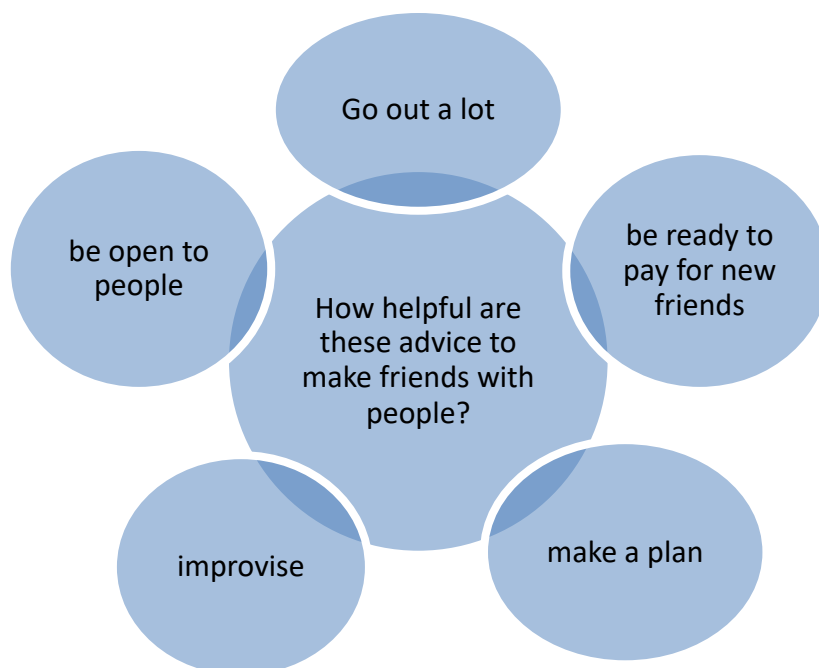 Go out a lot
be open to
people
be ready to
pay for new
friends
How helpful are
these advice to
make friends with
people?
improvise
make a plan